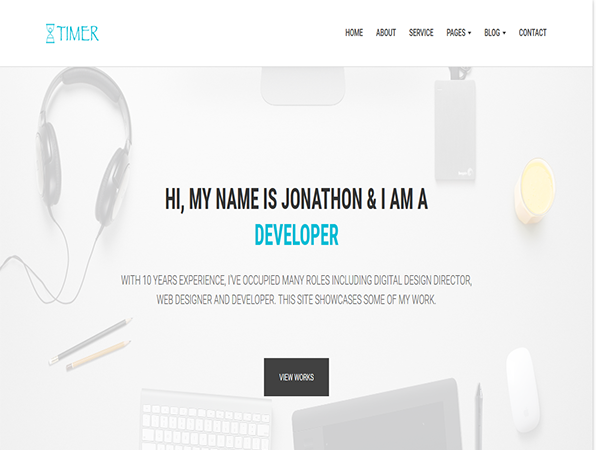 TIMER
HOME ABOUT SERVICE PAGES BLOG CONTACT
HI, MY NAME IS JONATHON & I AM A
DEVELOPER
WITH 10 YEARS EXPERIENCE, I'VE OCCUPIED MANY ROLES INCLUDING DIGITAL DESIGN DIRECTOR,
WEB DESIGNER AND DEVELOPER. THIS SITE SHOWCASES SOME OF MY WORK.
VIEW WORKS